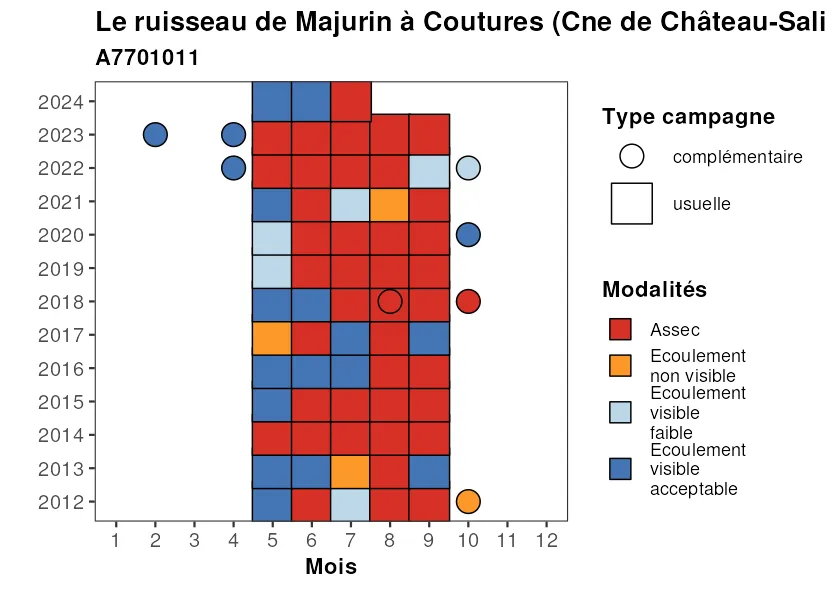 Le ruisseau de Majurin à Coutures (Cne de Château-Sali
A7701011
2024
2023
2022
2021
2020
2019
2018
2017
2016
2015
2014
2013
2012
1 2 3 4 5 6 7 8 9 10 11 12
Mois
Type campagne
complémentaire
usuelle
Modalités
Assec
Ecoulement
non visible
Ecoulement
visible
faible
Ecoulement
visible
acceptable